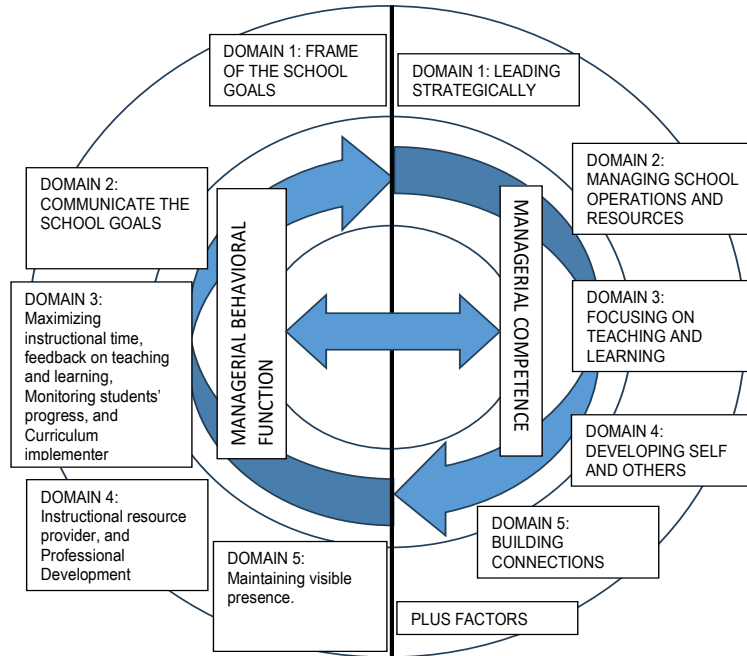 DOMAIN 1: FRAME
OF THE SCHOOL
GOALS
DOMAIN 1: LEADING
STRATEGICALLY
DOMAIN 2:
COMMUNICATE THE
SCHOOL GOALS
DOMAIN 2:
MANAGING SCHOOL
OPERATIONS AND
RESOURCES
MANAGERIAL BEHAVIORAL
FUNCTION
MANAGERIAL COMPETENCE
DOMAIN 3:
Maximizing
instructional time,
feedback on teaching
and learning,
Monitoring students'
progress, and
Curriculum
implementer
DOMAIN 3:
FOCUSING ON
TEACHING AND
LEARNING
DOMAIN 4:
Instructional resource
provider, and
Professional
Development
DOMAIN 4:
DEVELOPING SELF
AND OTHERS
DOMAIN 5:
Maintaining visible
presence.
DOMAIN 5:
BUILDING
CONNECTIONS
PLUS FACTORS